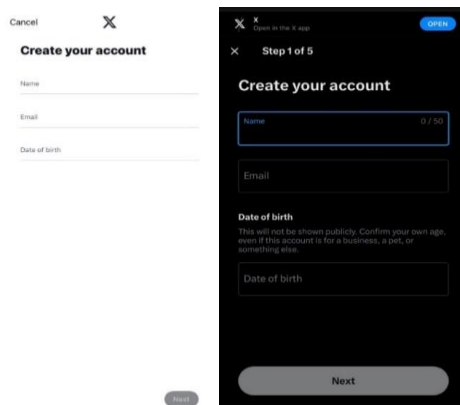 Cancel
X
Create your account
Name
Email
Date of birth
Next
X
X
Open in the X app
OPEN
× Step 1 of 5
Create your account
Name 0 / 50
Email
Date of birth
This will not be shown publicly. Confirm your own age,
even if this account is for a business, a pet, or
something else.
Date of birth
Next